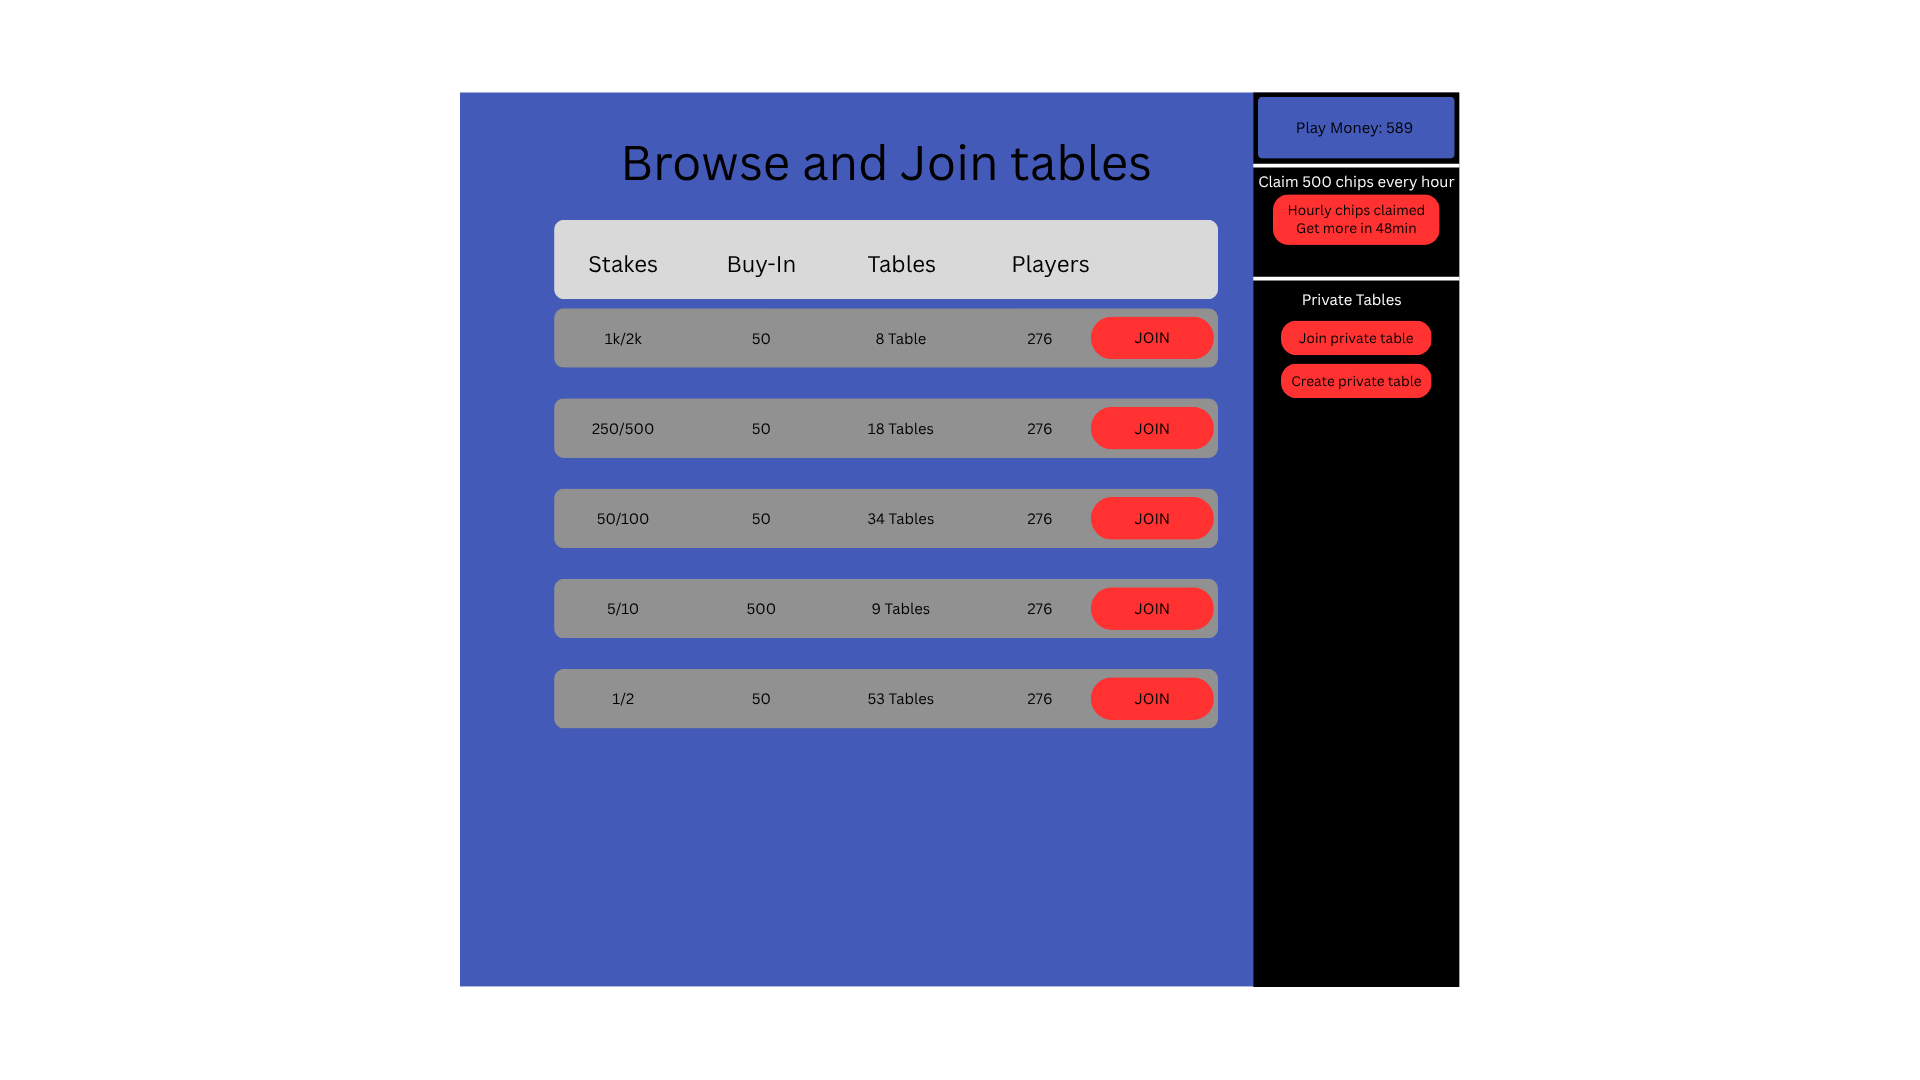 Browse and Join tables
Stakes Buy-In Tables Players
1k/2k 50 8 Table 276 JOIN
250/500 50 18 Tables 276 JOIN
50/100 50 34 Tables 276 JOIN
5/10 500 9 Tables 276 JOIN
1/2 50 53 Tables 276 JOIN
Play Money: 589
Claim 500 chips every hour
Hourly chips claimed
Get more in 48min
Private Tables
Join private table
Create private table